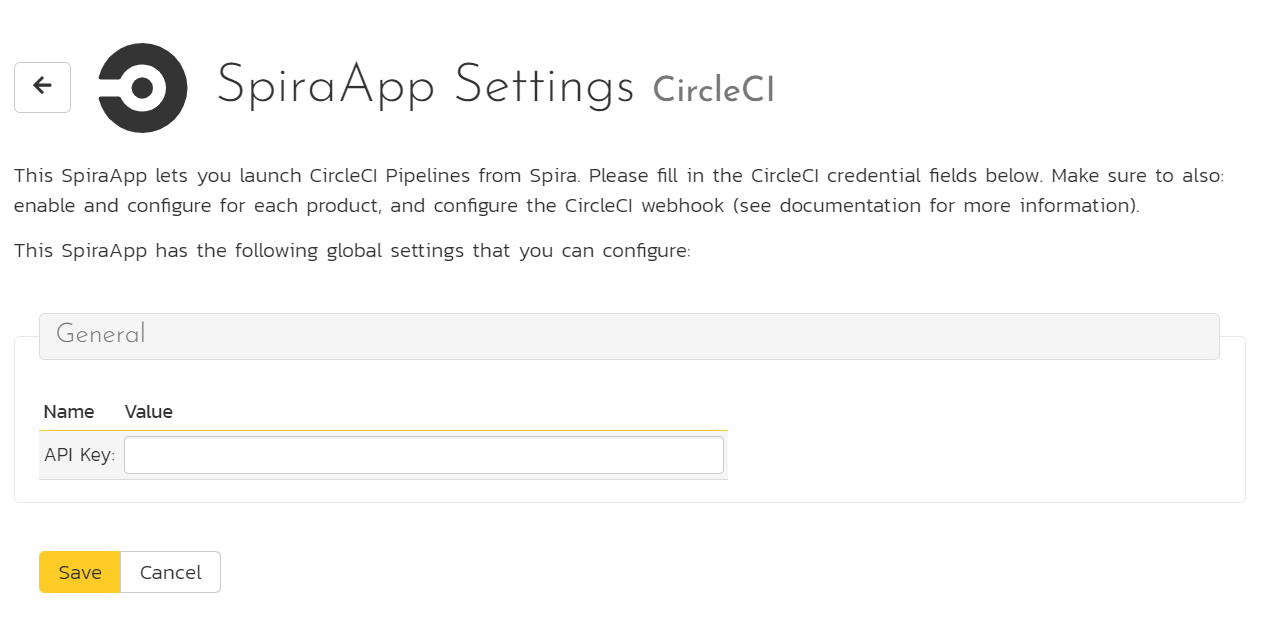 SpiraApp Settings CircleCI
This SpiraApp lets you launch CircleCI Pipelines from Spira. Please fill in the CircleCI credential fields below. Make sure to also:
enable and configure for each product, and configure the CircleCI webhook (see documentation for more information).
This SpiraApp has the following global settings that you can configure:
General
Name Value
API Key:
Save Cancel